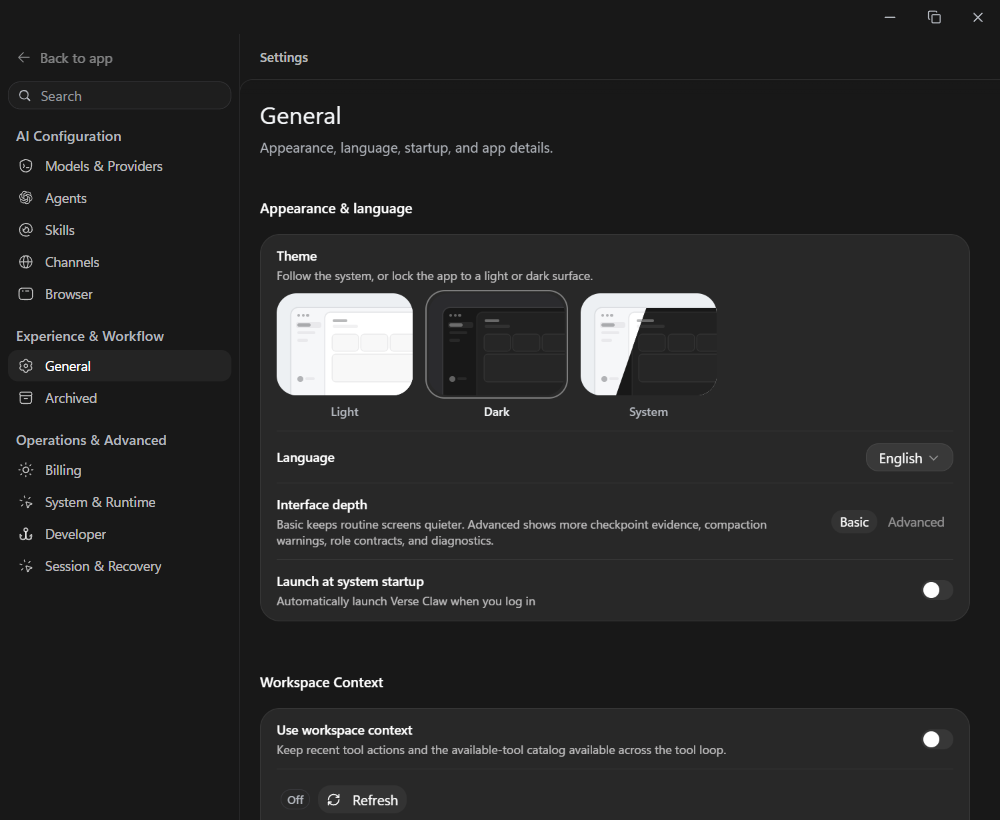 Back to app
Search
AI Configuration
Models & Providers
Agents
Skills
Channels
Browser
Experience & Workflow
General
Archived
Operations & Advanced
Billing
System & Runtime
Developer
Session & Recovery
Settings
General
Appearance, language, startup, and app details.
Appearance & language
Theme
Follow the system, or lock the app to a light or dark surface.
Light
Dark
System
Language
English
Interface depth
Basic keeps routine screens quieter. Advanced shows more checkpoint evidence, compaction
warnings, role contracts, and diagnostics.
Basic
Advanced
Launch at system startup
Automatically launch Verse Claw when you log in
Workspace Context
Use workspace context
Keep recent tool actions and the available-tool catalog available across the tool loop.
Off
Refresh